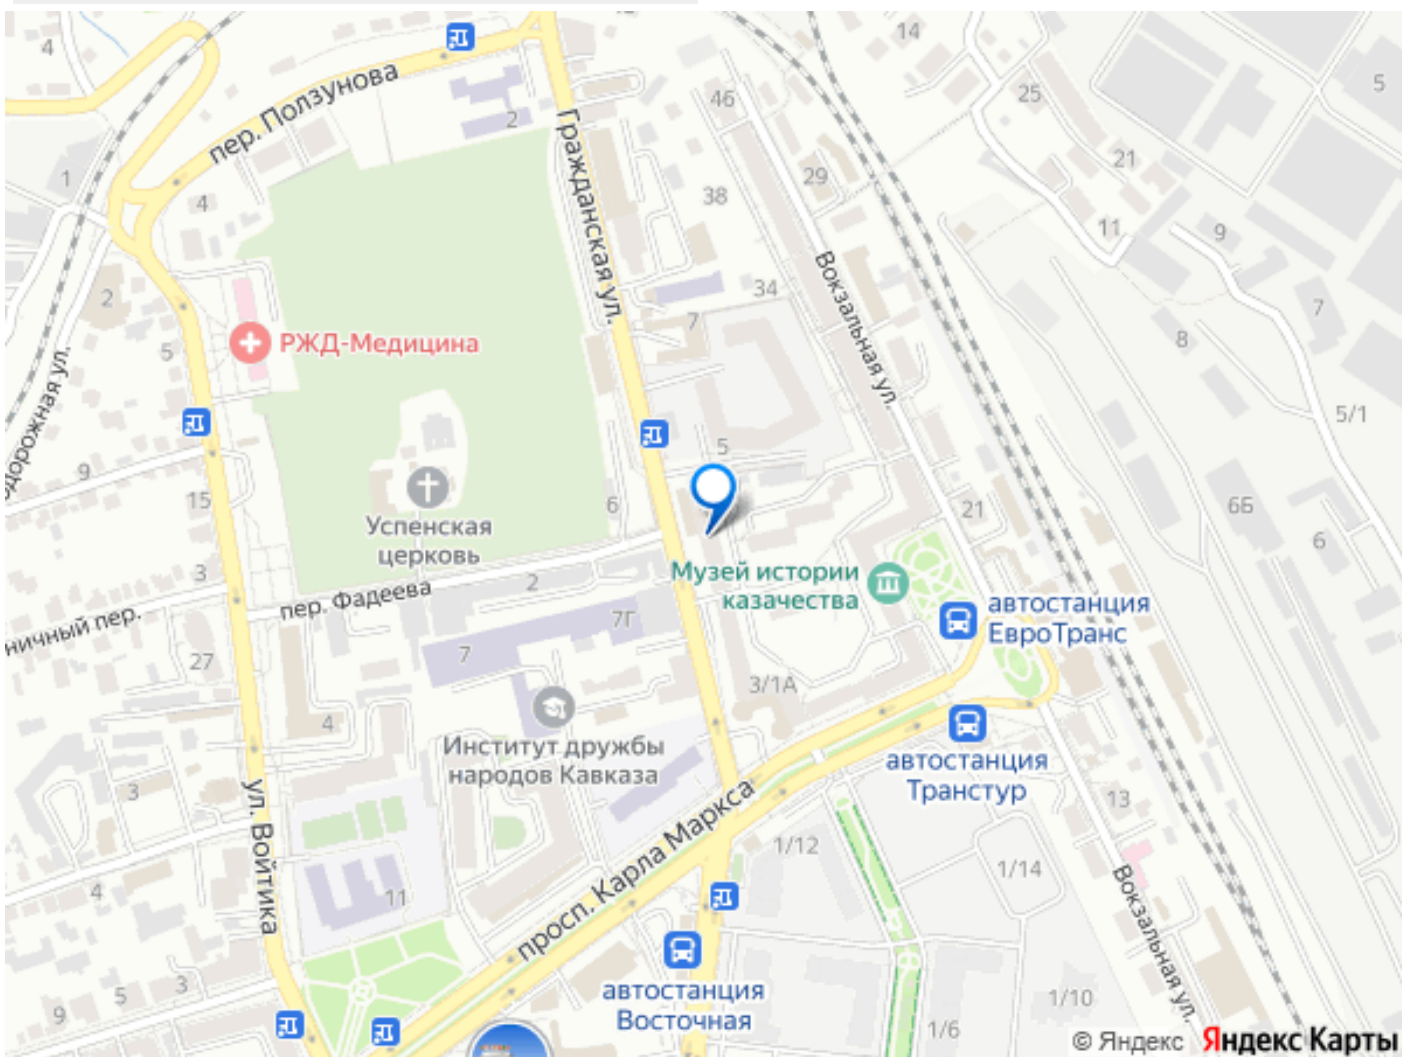 4
14
5
25
пер. Ползунова
46
2
Гражданская ул.
21
1
29
38
4
11
9
Вокзальная ул.
34
2
7
7
8
РЖД-Медицина
5
одорожная ул.
5/1
5
9
15
6
21
6Б
6
Успенская
церковь
Музей истории
казачества
3
2
пер. Фадеева
автостанция
ЕвроТранс
ничный пер.
7Г
27
7
3/1А
4
Институт дружбы
народов Кавказа
автостанция
Транстур
3
13
ул. Войтика
просп. Карла Маркса
1/12
1/14
4
11
Вокзальная ул.
автостанция
Восточная
5
3
9
1/10
1/6
© Яндекс Яндекс Карты